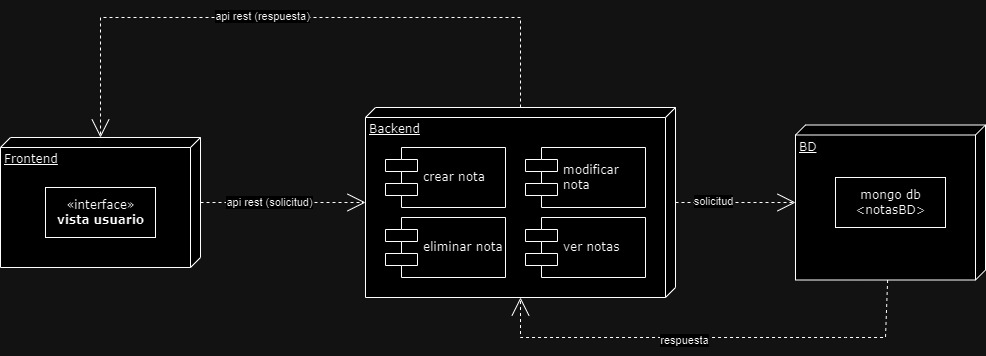 api rest (respuesta)
Frontend
«interface»
vista usuario
api rest (solicitud)
Backend
crear nota
modificar
nota
eliminar nota
ver notas
solicitud
BD
mongo db
<notasBD>
respuesta